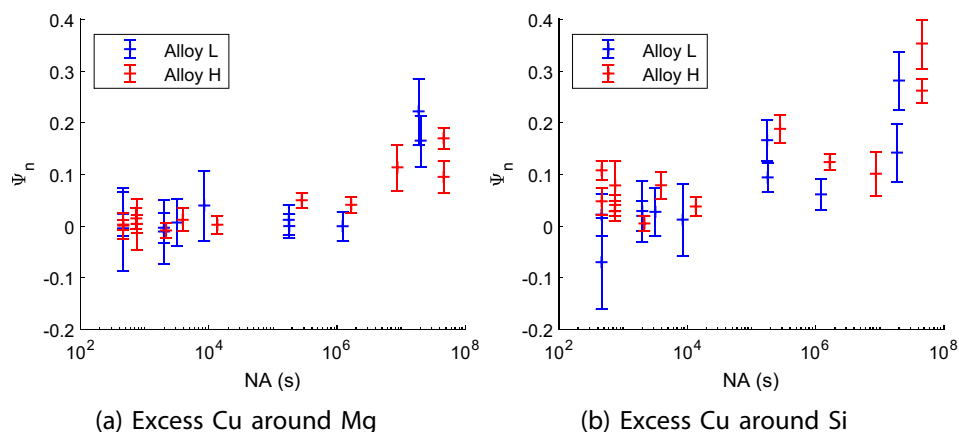 0.4
0.3
0.2
0.1
0
-0.1
-0.2
Ψn
Alloy L
Alloy H
10² 10⁴ 10⁶ 10⁸
NA (s)
(a) Excess Cu around Mg
0.4
0.3
0.2
0.1
0
-0.1
-0.2
Ψn
Alloy L
Alloy H
10² 10⁴ 10⁶ 10⁸
NA (s)
(b) Excess Cu around Si